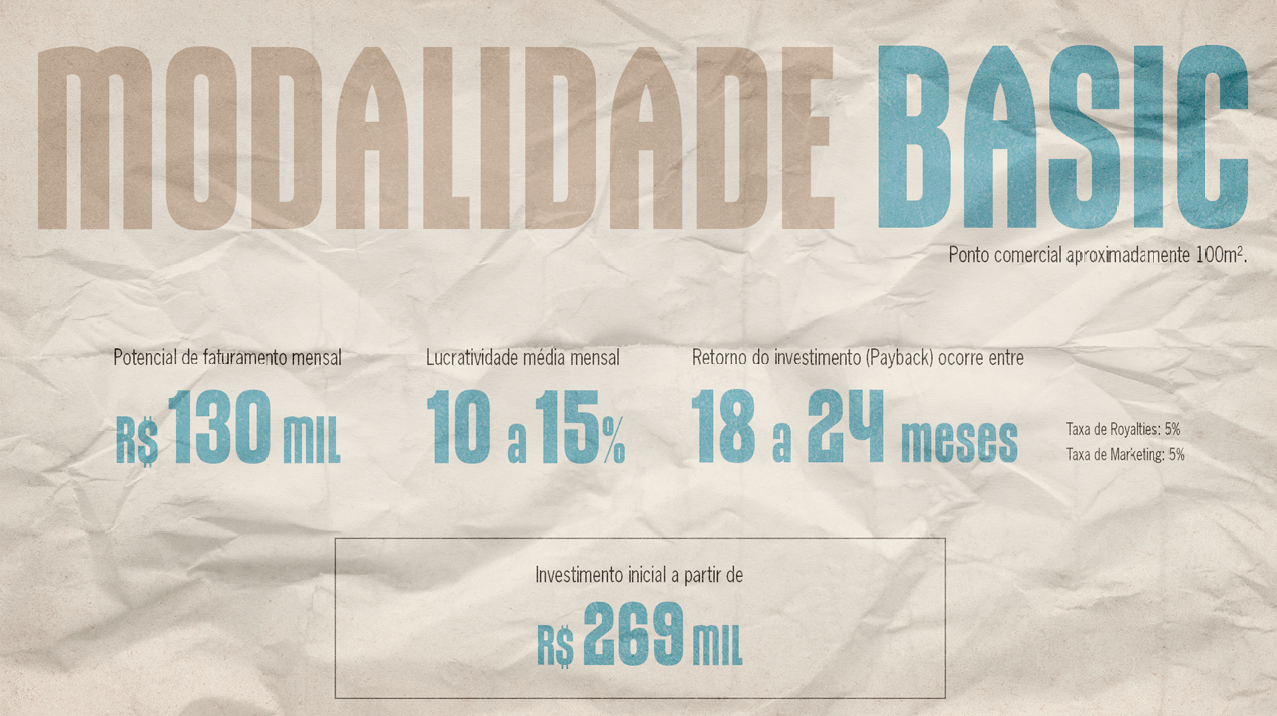 MODALIDADE BASIC
Ponto comercial aproximadamente 100m².
Potencial de faturamento mensal
R$ 130 MIL
Lucratividade média mensal
10 a 15%
Retorno do investimento (Payback) ocorre entre
18 a 24 meses
Taxa de Royalties: 5%
Taxa de Marketing: 5%
Investimento inicial a partir de
R$ 269 MIL